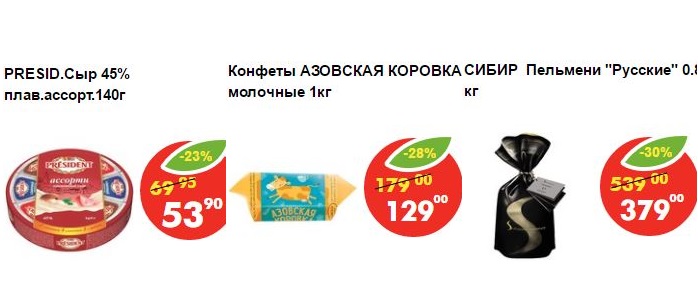 PRESID.Сыр 45%
плав.ассорт.140г
PRÉSIDENT
ассорти
-23%
69 95
53 90
Конфеты АЗОВСКАЯ КОРОВКА
молочные 1кг
АЗОВСКАЯ
КОРОВКА
-28%
179 00
129 00
СИБИР Пельмени "Русские" 0.8
кг
S
-30%
539 00
379 00